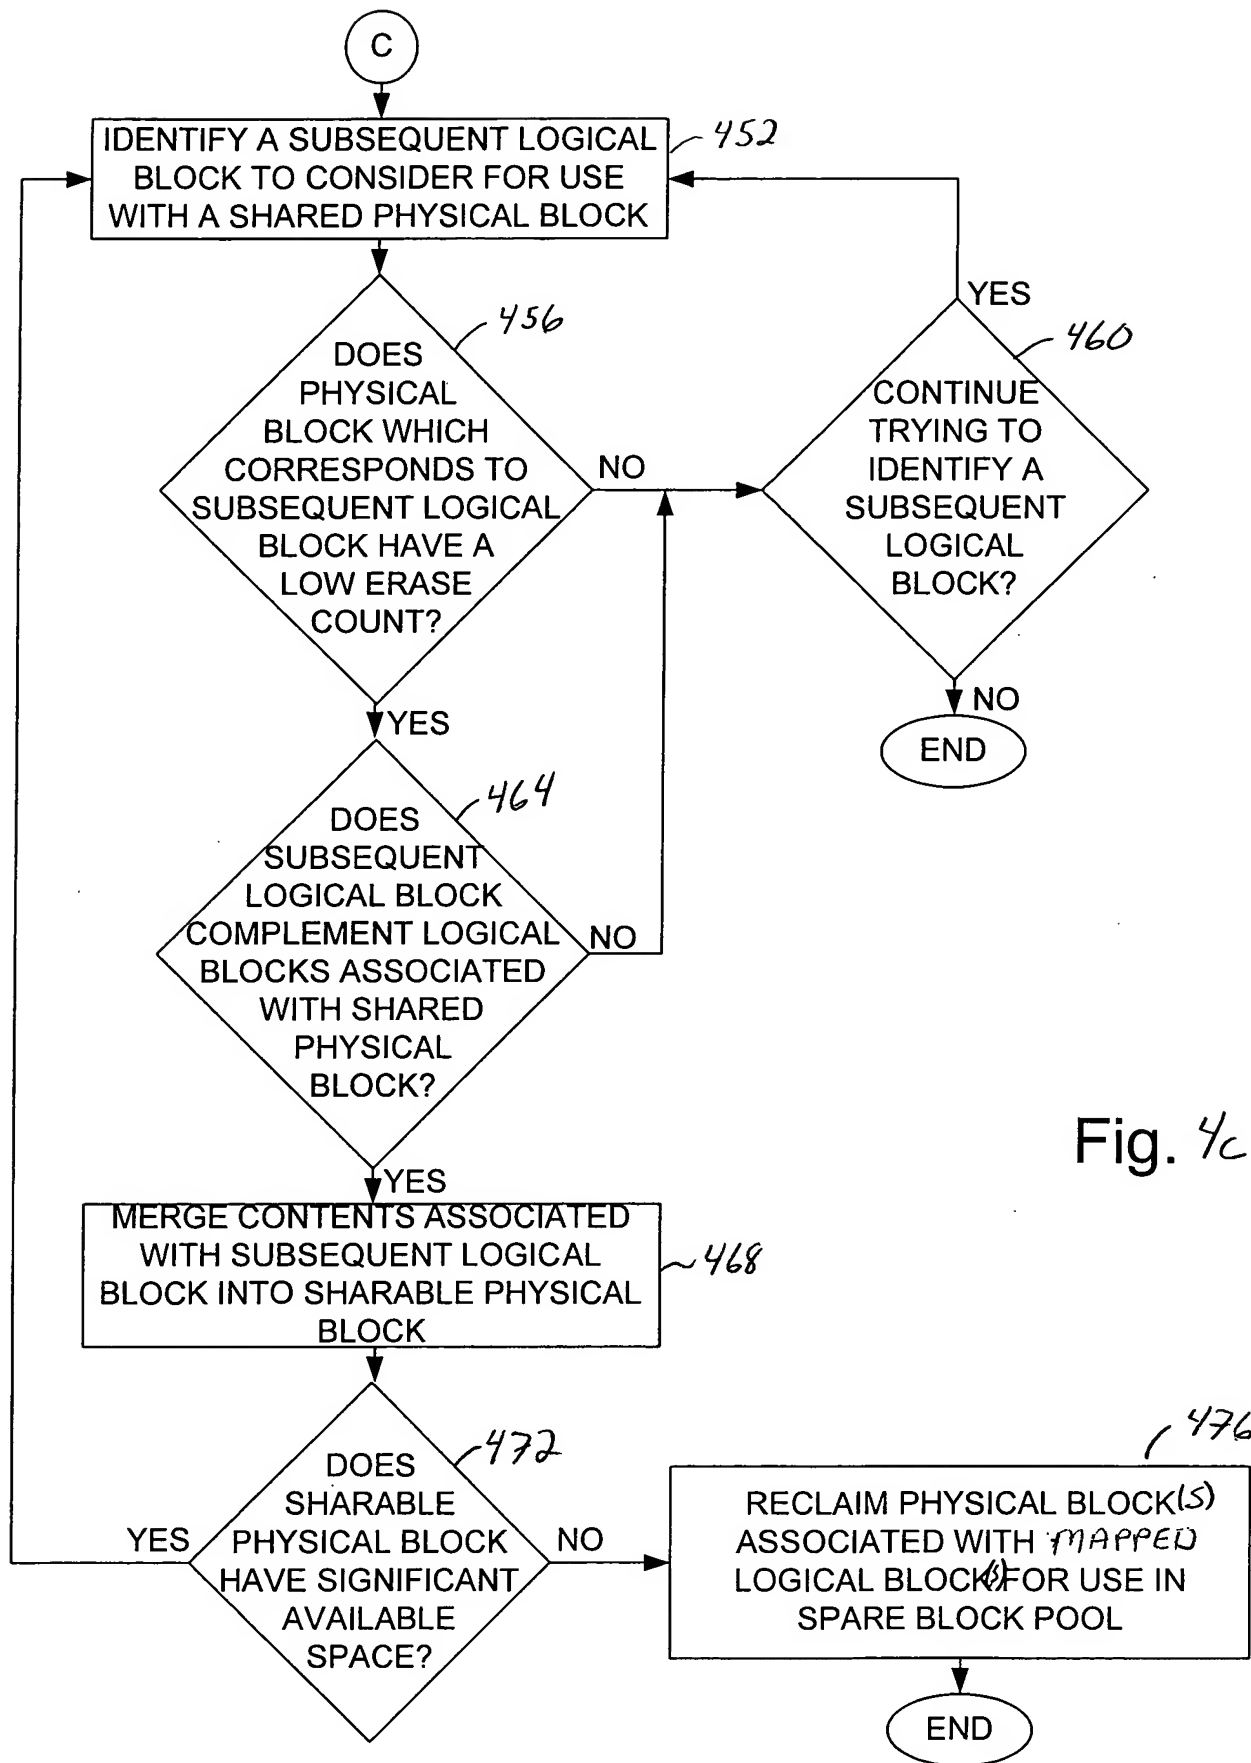 C
IDENTIFY A SUBSEQUENT LOGICAL
BLOCK TO CONSIDER FOR USE
WITH A SHARED PHYSICAL BLOCK
452
DOES
PHYSICAL
BLOCK WHICH
CORRESPONDS TO
SUBSEQUENT LOGICAL
BLOCK HAVE A
LOW ERASE
COUNT?
456
NO
YES
CONTINUE
TRYING TO
IDENTIFY A
SUBSEQUENT
LOGICAL
BLOCK?
460
YES
NO
END
DOES
SUBSEQUENT
LOGICAL BLOCK
COMPLEMENT LOGICAL
BLOCKS ASSOCIATED
WITH SHARED
PHYSICAL
BLOCK?
464
NO
YES
Fig. 4c
MERGE CONTENTS ASSOCIATED
WITH SUBSEQUENT LOGICAL
BLOCK INTO SHARABLE PHYSICAL
BLOCK
468
DOES
SHARABLE
PHYSICAL BLOCK
HAVE SIGNIFICANT
AVAILABLE
SPACE?
472
YES
NO
476
RECLAIM PHYSICAL BLOCK(S)
ASSOCIATED WITH MAPPED
LOGICAL BLOCK(S) FOR USE IN
SPARE BLOCK POOL
END